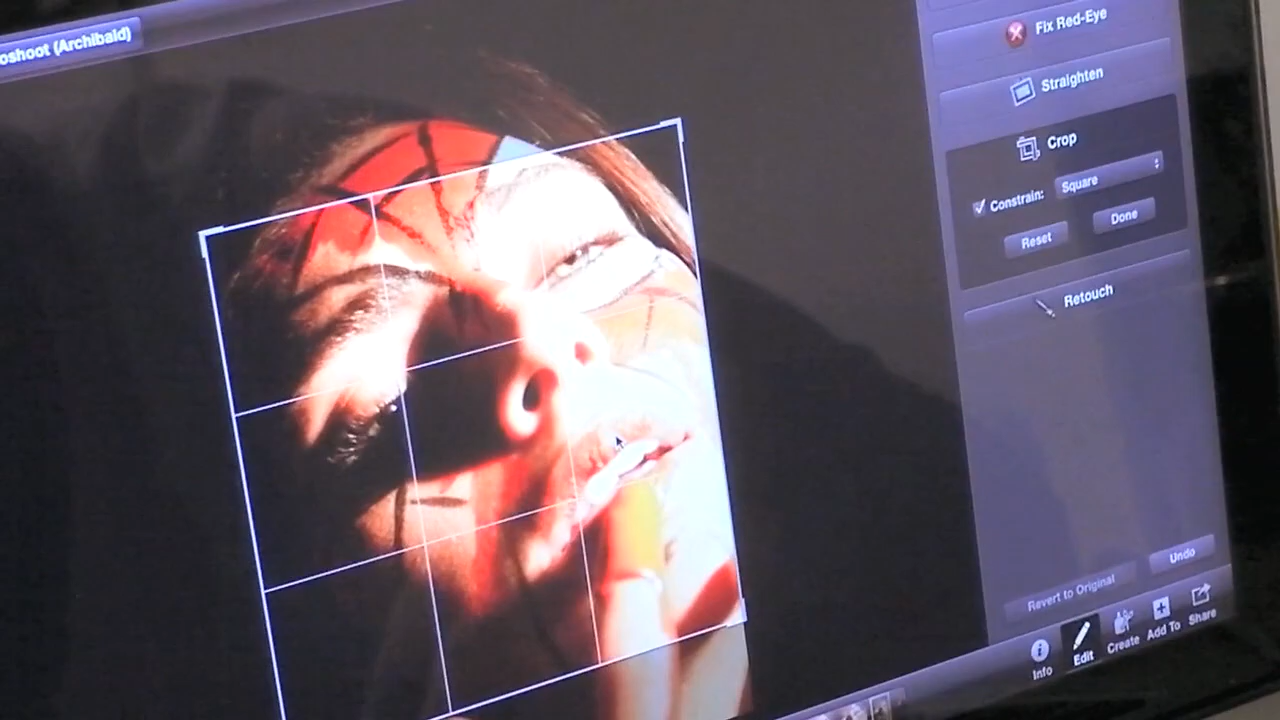 oshoot (Archibald)
Fix Red-Eye
Straighten
Crop
Constrain: Square
Reset Done
Retouch
Revert to Original Undo
Info Edit Create Add To Share